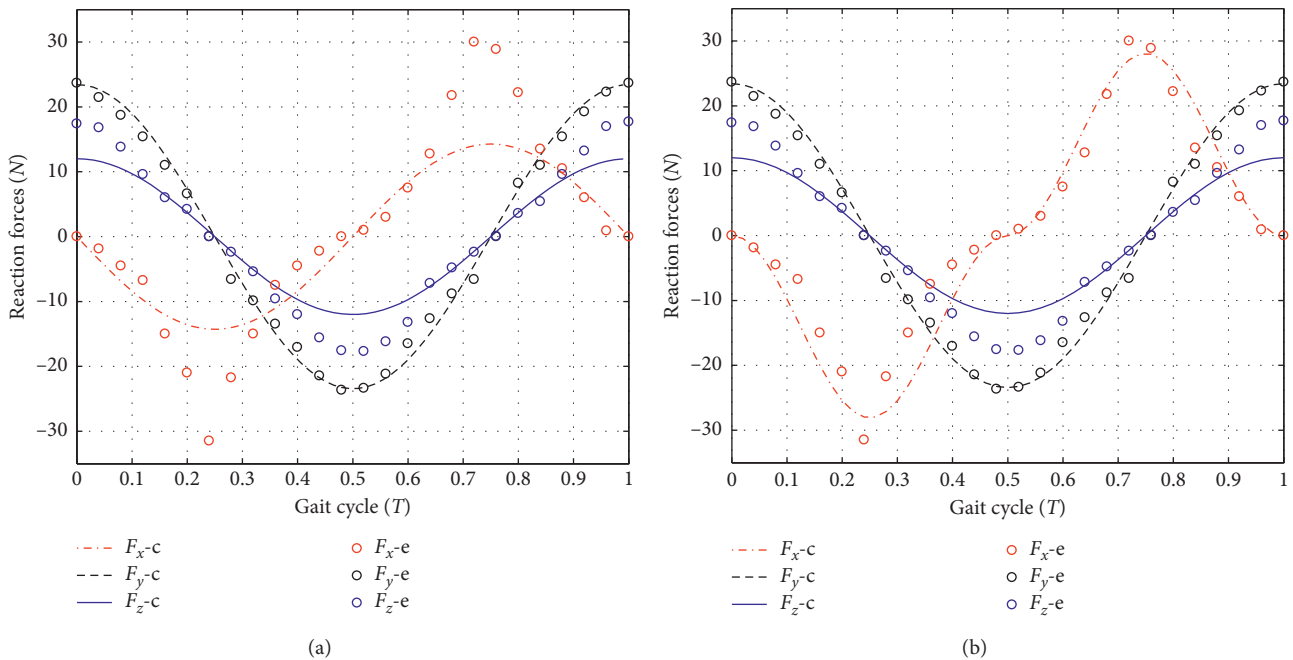 30
20
10
0
−10
−20
−30
Reaction forces (N)
0 0.1 0.2 0.3 0.4 0.5 0.6 0.7 0.8 0.9 1
Gait cycle (T)
Fx-c Fx-e
Fy-c Fy-e
Fz-c Fz-e
(a)
30
20
10
0
−10
−20
−30
Reaction forces (N)
0 0.1 0.2 0.3 0.4 0.5 0.6 0.7 0.8 0.9 1
Gait cycle (T)
Fx-c Fx-e
Fy-c Fy-e
Fz-c Fz-e
(b)